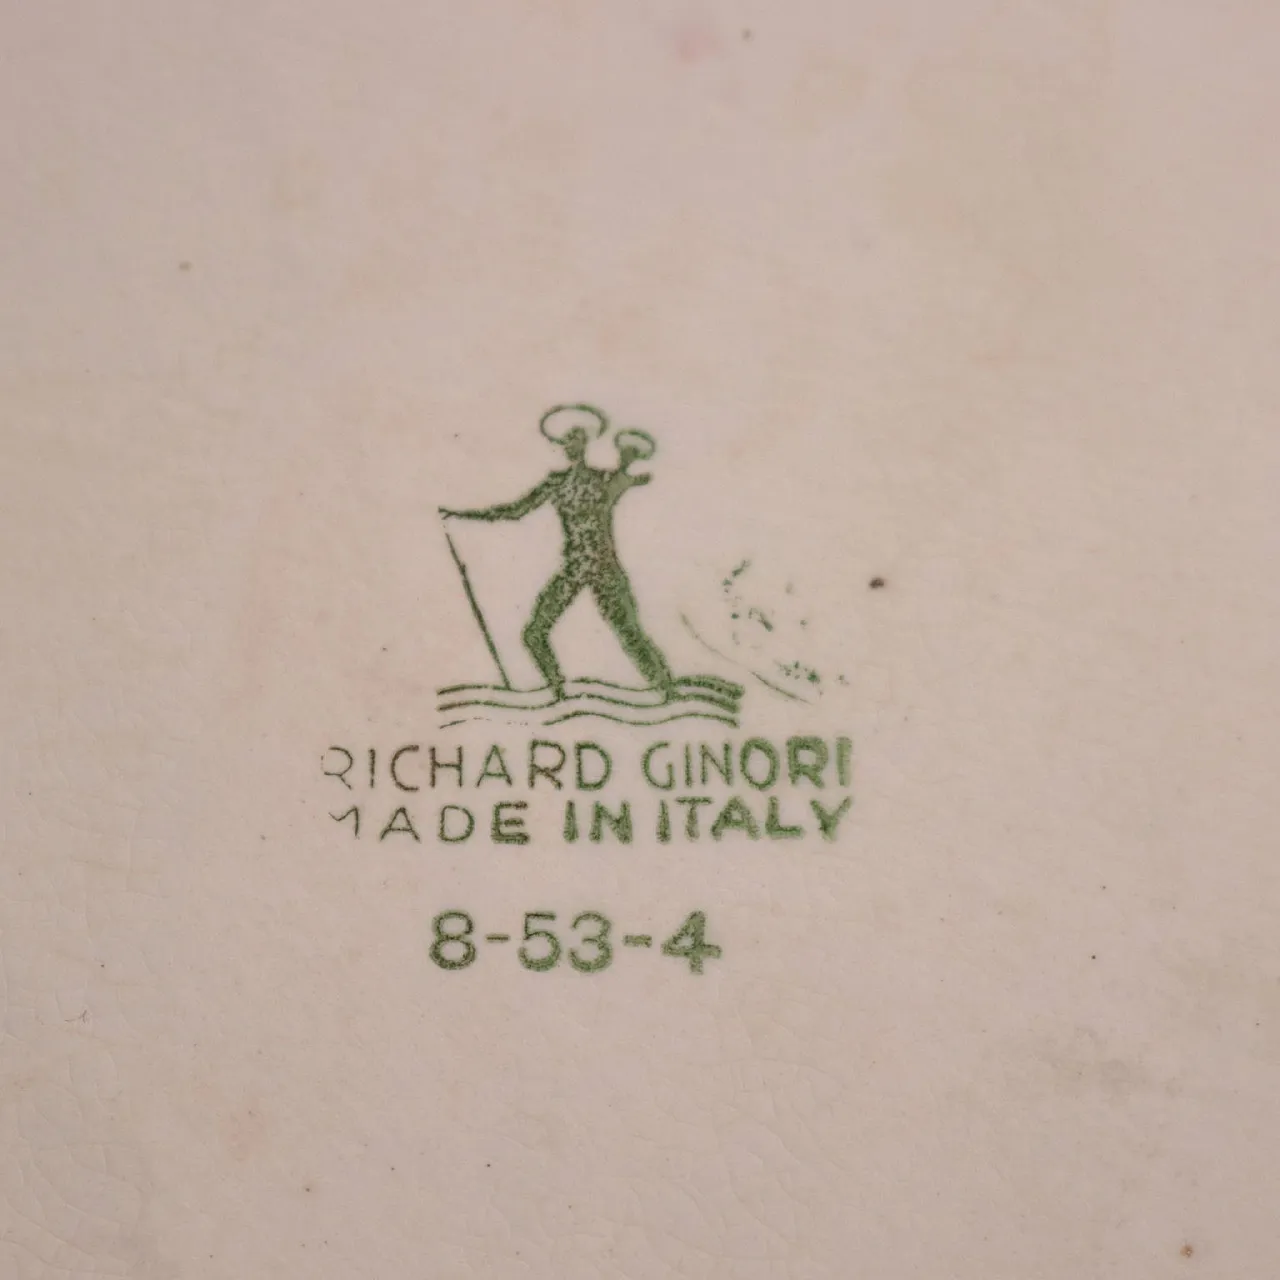 RICHARD GINORI
MADE IN ITALY
8-53-4